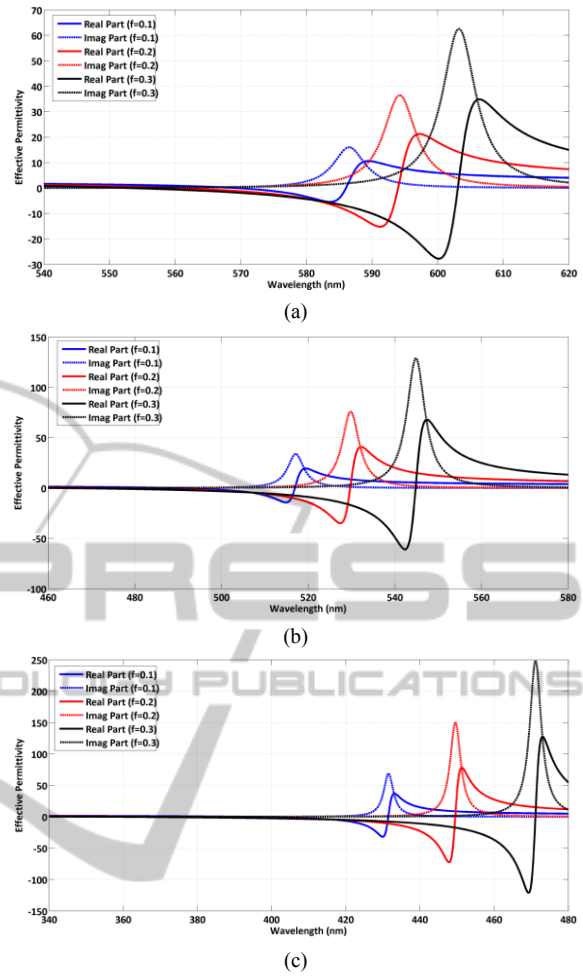 70
60
50
40
30
20
10
0
-10
-20
-30
Effective Permittivity
Real Part (f=0.1)
Imag Part (f=0.1)
Real Part (f=0.2)
Imag Part (f=0.2)
Real Part (f=0.3)
Imag Part (f=0.3)
540 550 560 570 580 590 600 610 620
Wavelength (nm)
(a)
150
100
50
0
-50
-100
Effective Permittivity
Real Part (f=0.1)
Imag Part (f=0.1)
Real Part (f=0.2)
Imag Part (f=0.2)
Real Part (f=0.3)
Imag Part (f=0.3)
460 480 500 520 540 560 580
Wavelength (nm)
PRESS
(b)
OLOGY PUBLICATIONS
250
200
150
100
50
0
-50
-100
-150
Effective Permittivity
Real Part (f=0.1)
Imag Part (f=0.1)
Real Part (f=0.2)
Imag Part (f=0.2)
Real Part (f=0.3)
Imag Part (f=0.3)
340 360 380 400 420 440 460 480
Wavelength (nm)
(c)